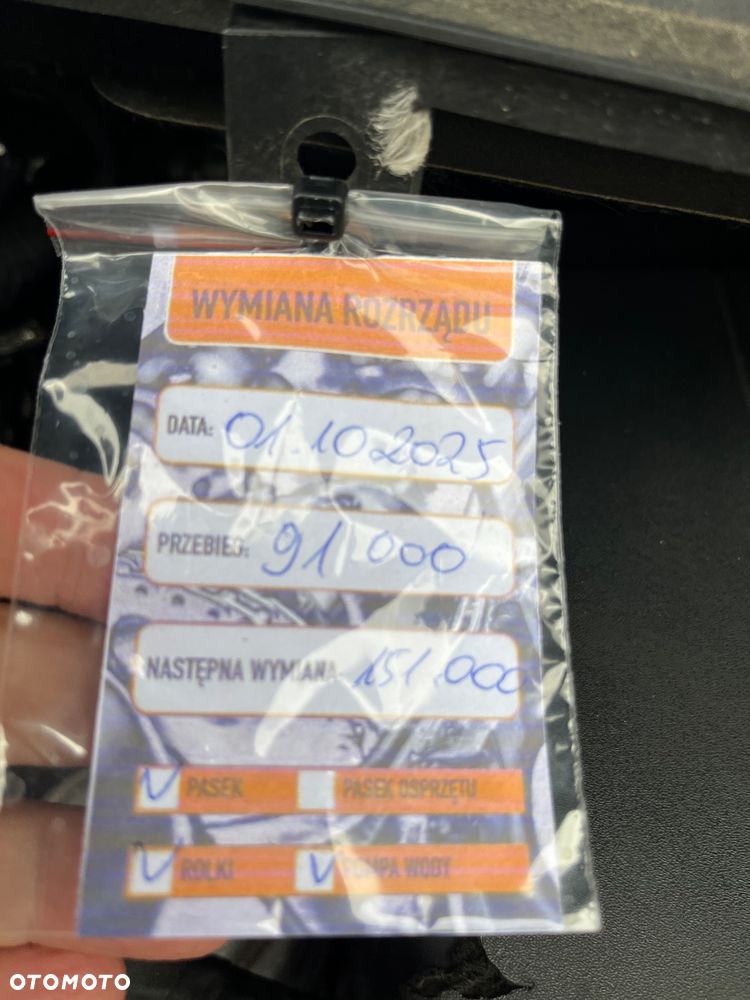 WYMIANA ROZRZĄDU
DATA: 01.10.2025
PRZEBIEG: 91.000
NASTĘPNA WYMIANA 151.000
PASEK PASEK OSPRZĘTU
ROLKI POMPA WODY
OTOMOTO